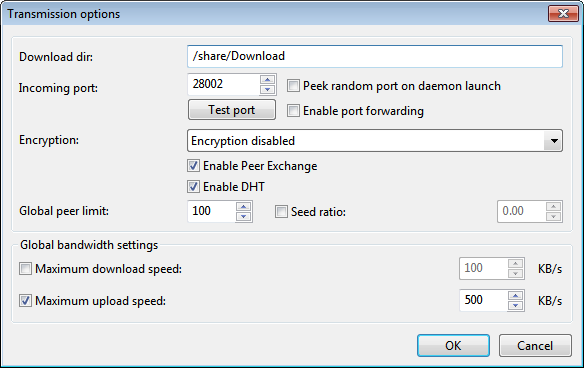 Transmission options
Download dir: /share/Download
Incoming port: 28002 Peek random port on daemon launch
Test port Enable port forwarding
Encryption: Encryption disabled
Enable Peer Exchange
Enable DHT
Global peer limit: 100 Seed ratio: 0.00
Global bandwidth settings
Maximum download speed: 100 KB/s
Maximum upload speed: 500 KB/s
OK Cancel